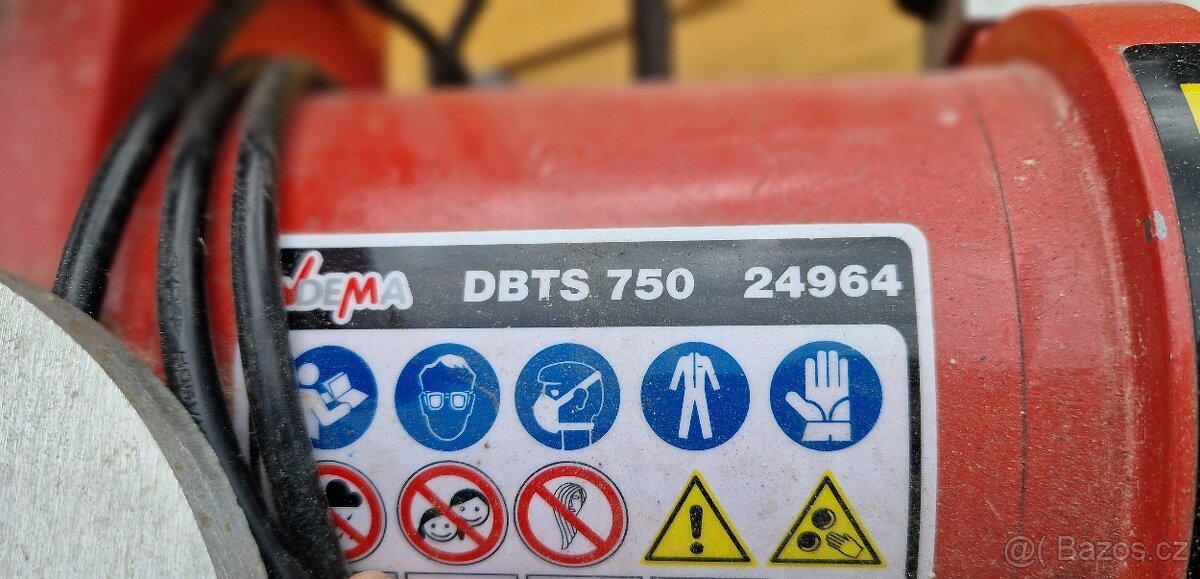 DEMA DBTS 750 24964
@( Bazos.cz